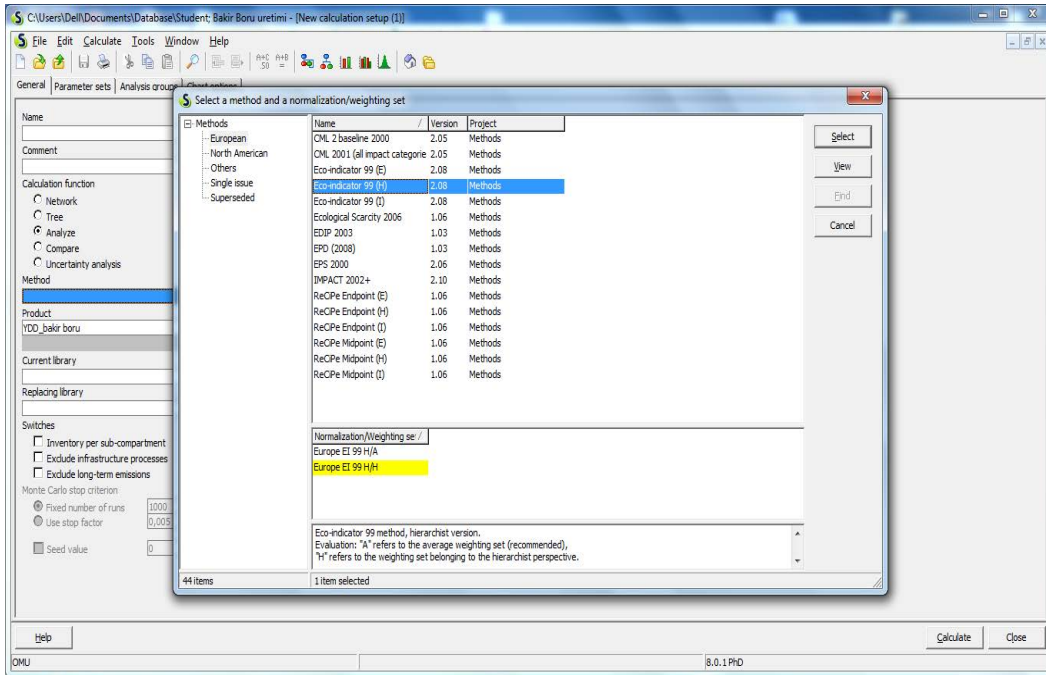 C:\Users\Dell\Documents\Database\Student; Bakir Boru uretimi - [New calculation setup (1)]
File Edit Calculate Tools Window Help
A+C SØ A+B =
General Parameter sets Analysis groups Chart options
Name
Comment
Calculation function
Network
Tree
Analyze
Compare
Uncertainty analysis
Method
Product
YDD_bakir boru
Current library
Replacing library
Switches
Inventory per sub-compartment
Exclude infrastructure processes
Exclude long-term emissions
Monte Carlo stop criterion
Fixed number of runs 1000
Use stop factor 0,005
Seed value 0
Select a method and a normalization/weighting set
Methods
European
North American
Others
Single issue
Superseded
44 items
Name / Version Project
CML 2 baseline 2000 2.05 Methods
CML 2001 (all impact categorie 2.05 Methods
Eco-indicator 99 (E) 2.08 Methods
Eco-indicator 99 (H) 2.08 Methods
Eco-indicator 99 (I) 2.08 Methods
Ecological Scarcity 2006 1.06 Methods
EDIP 2003 1.03 Methods
EPD (2008) 1.03 Methods
EPS 2000 2.06 Methods
IMPACT 2002+ 2.10 Methods
ReCiPe Endpoint (E) 1.06 Methods
ReCiPe Endpoint (H) 1.06 Methods
ReCiPe Endpoint (I) 1.06 Methods
ReCiPe Midpoint (E) 1.06 Methods
ReCiPe Midpoint (H) 1.06 Methods
ReCiPe Midpoint (I) 1.06 Methods
Normalization/Weighting se /
Europe EI 99 H/A
Europe EI 99 H/H
Eco-indicator 99 method, hierarchist version.
Evaluation: "A" refers to the average weighting set (recommended),
"H" refers to the weighting set belonging to the hierarchist perspective.
1 item selected
Select
View
Find
Cancel
Help Calculate Close
OMU 8.0.1 PhD